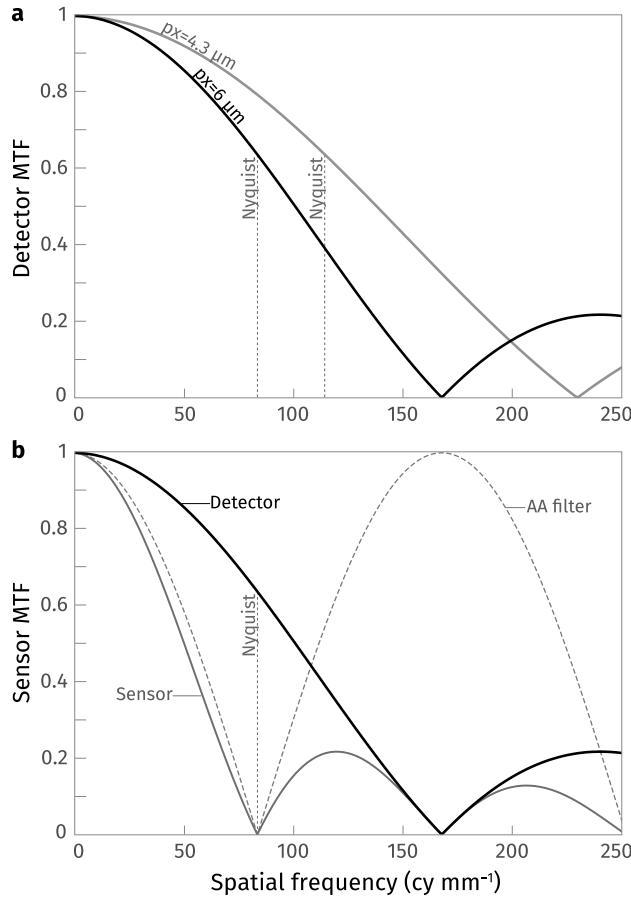 a
1
px=4.3 µm
px=6 µm
0.8
0.6
Nyquist
Nyquist
0.4
0.2
0
Detector MTF
0 50 100 150 200 250
b
1
Detector
AA filter
0.8
0.6
Nyquist
0.4
Sensor
0.2
0
Sensor MTF
0 50 100 150 200 250
Spatial frequency (cy mm⁻¹)